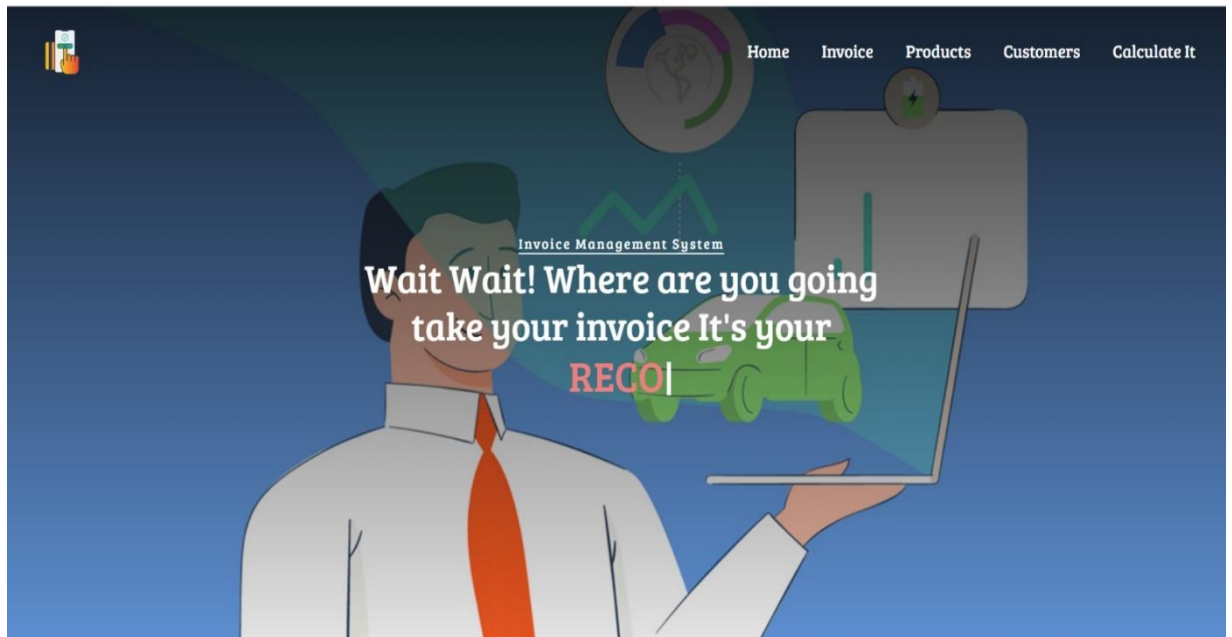 Home Invoice Products Customers Calculate It
Invoice Management System
Wait Wait! Where are you going
take your invoice It's your
RECO